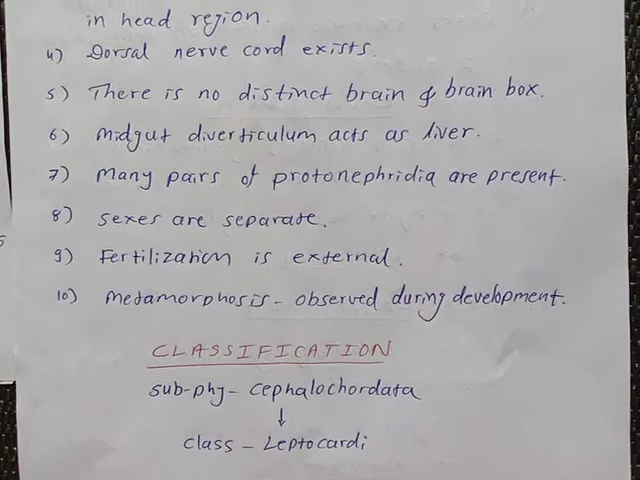 in head region.
4) Dorsal nerve cord exists.
5) There is no distinct brain & brain box.
6) Midgut diverticulum acts as liver.
7) Many pairs of protonephridia are present.
8) sexes are separate.
9) Fertilization is external.
10) Metamorphosis - observed during development.
CLASSIFICATION
sub-phy - cephalochordata
↓
class - Leptocardi